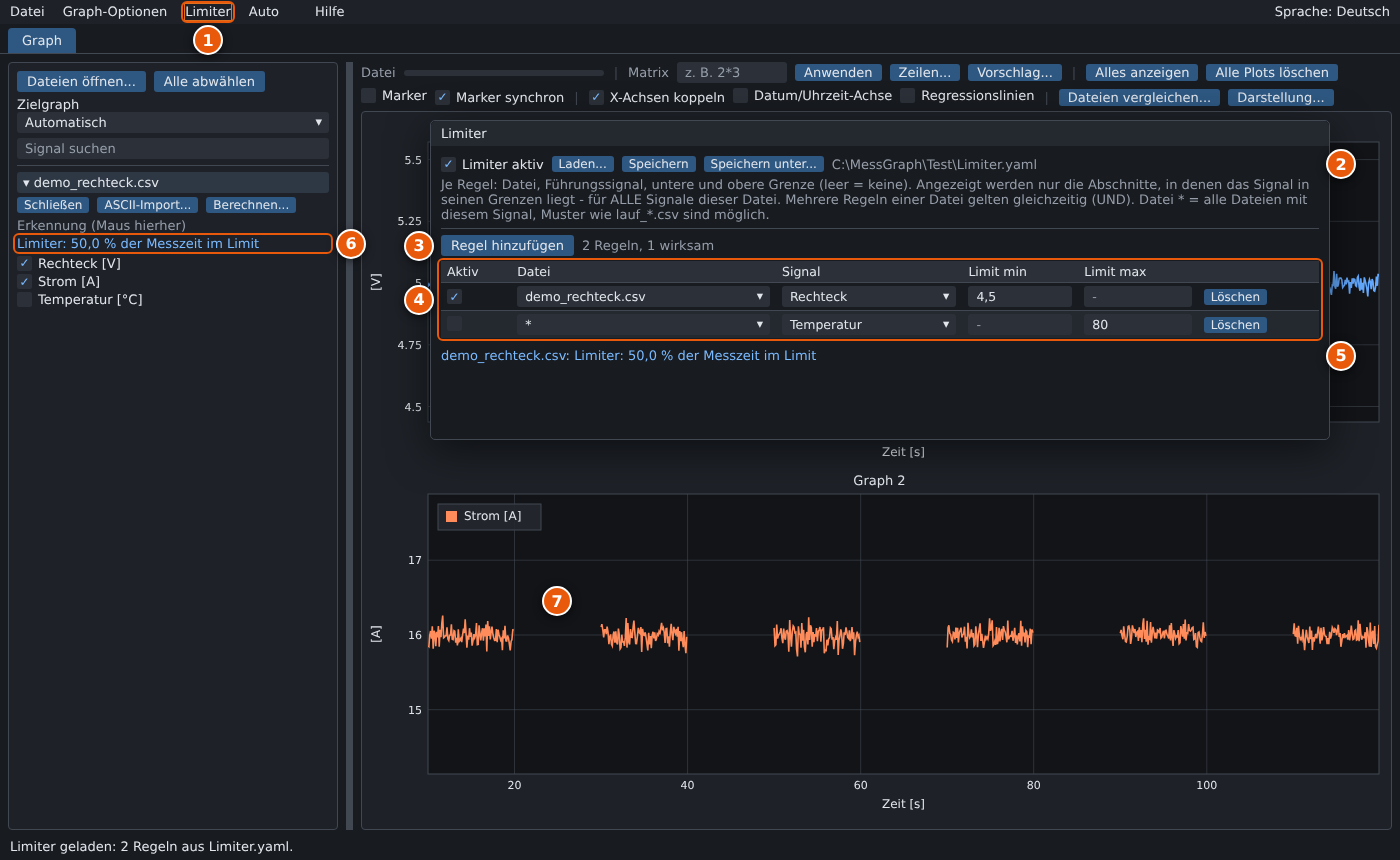 Datei Graph-Optionen Limiter Auto Hilfe Sprache: Deutsch
1
Graph
Dateien öffnen... Alle abwählen
Zielgraph
Automatisch ▼
Signal suchen
▾ demo_rechteck.csv
Schließen ASCII-Import... Berechnen...
Erkennung (Maus hierher)
Limiter: 50,0 % der Messzeit im Limit
6
✓ Rechteck [V]
✓ Strom [A]
Temperatur [°C]
Datei | Matrix z. B. 2*3 Anwenden Zeilen... Vorschlag... | Alles anzeigen Alle Plots löschen
Marker ✓ Marker synchron | ✓ X-Achsen koppeln Datum/Uhrzeit-Achse Regressionslinien | Dateien vergleichen... Darstellung...
Limiter
✓ Limiter aktiv Laden... Speichern Speichern unter... C:\MessGraph\Test\Limiter.yaml
2
Je Regel: Datei, Führungssignal, untere und obere Grenze (leer = keine). Angezeigt werden nur die Abschnitte, in denen das Signal in
seinen Grenzen liegt - für ALLE Signale dieser Datei. Mehrere Regeln einer Datei gelten gleichzeitig (UND). Datei * = alle Dateien mit
diesem Signal, Muster wie lauf_*.csv sind möglich.
3
Regel hinzufügen 2 Regeln, 1 wirksam
Aktiv Datei Signal Limit min Limit max
4
✓ demo_rechteck.csv ▼ Rechteck ▼ 4,5 - Löschen
* ▼ Temperatur ▼ - 80 Löschen
demo_rechteck.csv: Limiter: 50,0 % der Messzeit im Limit
5
5.5
5.25
5
4.75
4.5
[V]
Zeit [s]
Graph 2
Strom [A]
7
17
16
15
[A]
20 40 60 80 100
Zeit [s]
Limiter geladen: 2 Regeln aus Limiter.yaml.